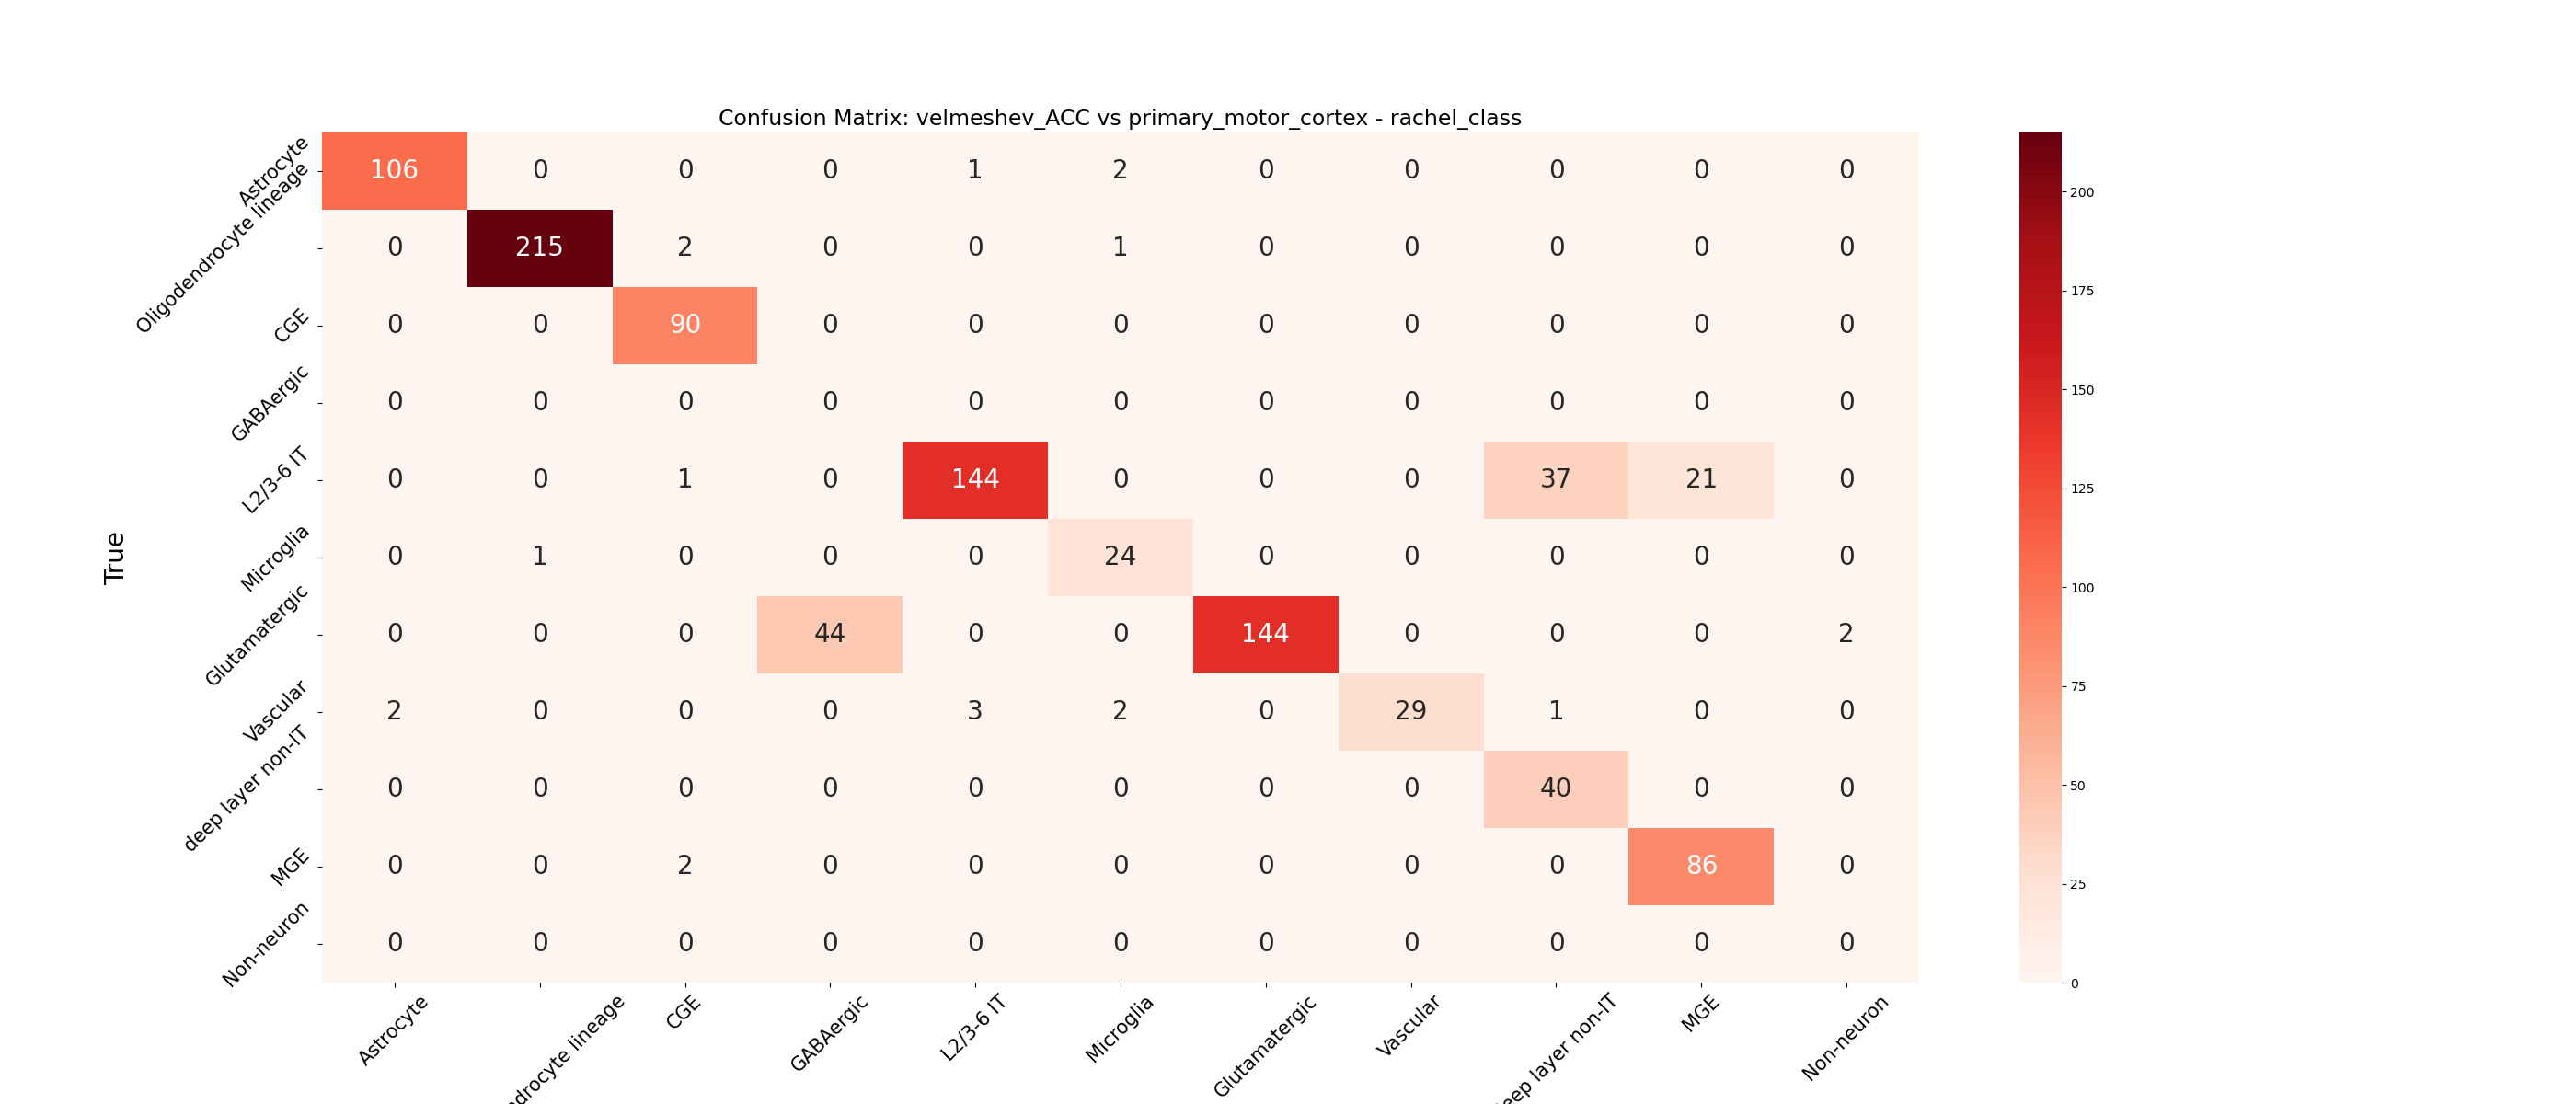 Confusion Matrix: velmeshev_ACC vs primary_motor_cortex - rachel_class
True
Astrocyte 106 0 0 0 1 2 0 0 0 0 0
Oligodendrocyte lineage 0 215 2 0 0 1 0 0 0 0 0
CGE 0 0 90 0 0 0 0 0 0 0 0
GABAergic 0 0 0 0 0 0 0 0 0 0 0
L2/3-6 IT 0 0 1 0 144 0 0 0 37 21 0
Microglia 0 1 0 0 0 24 0 0 0 0 0
Glutamatergic 0 0 0 44 0 0 144 0 0 0 2
Vascular 2 0 0 0 3 2 0 29 1 0 0
deep layer non-IT 0 0 0 0 0 0 0 0 40 0 0
MGE 0 0 2 0 0 0 0 0 0 86 0
Non-neuron 0 0 0 0 0 0 0 0 0 0 0
Astrocyte
ndrocyte lineage
CGE
GABAergic
L2/3-6 IT
Microglia
Glutamatergic
Vascular
eep layer non-IT
MGE
Non-neuron
200
175
150
125
100
75
50
25
0